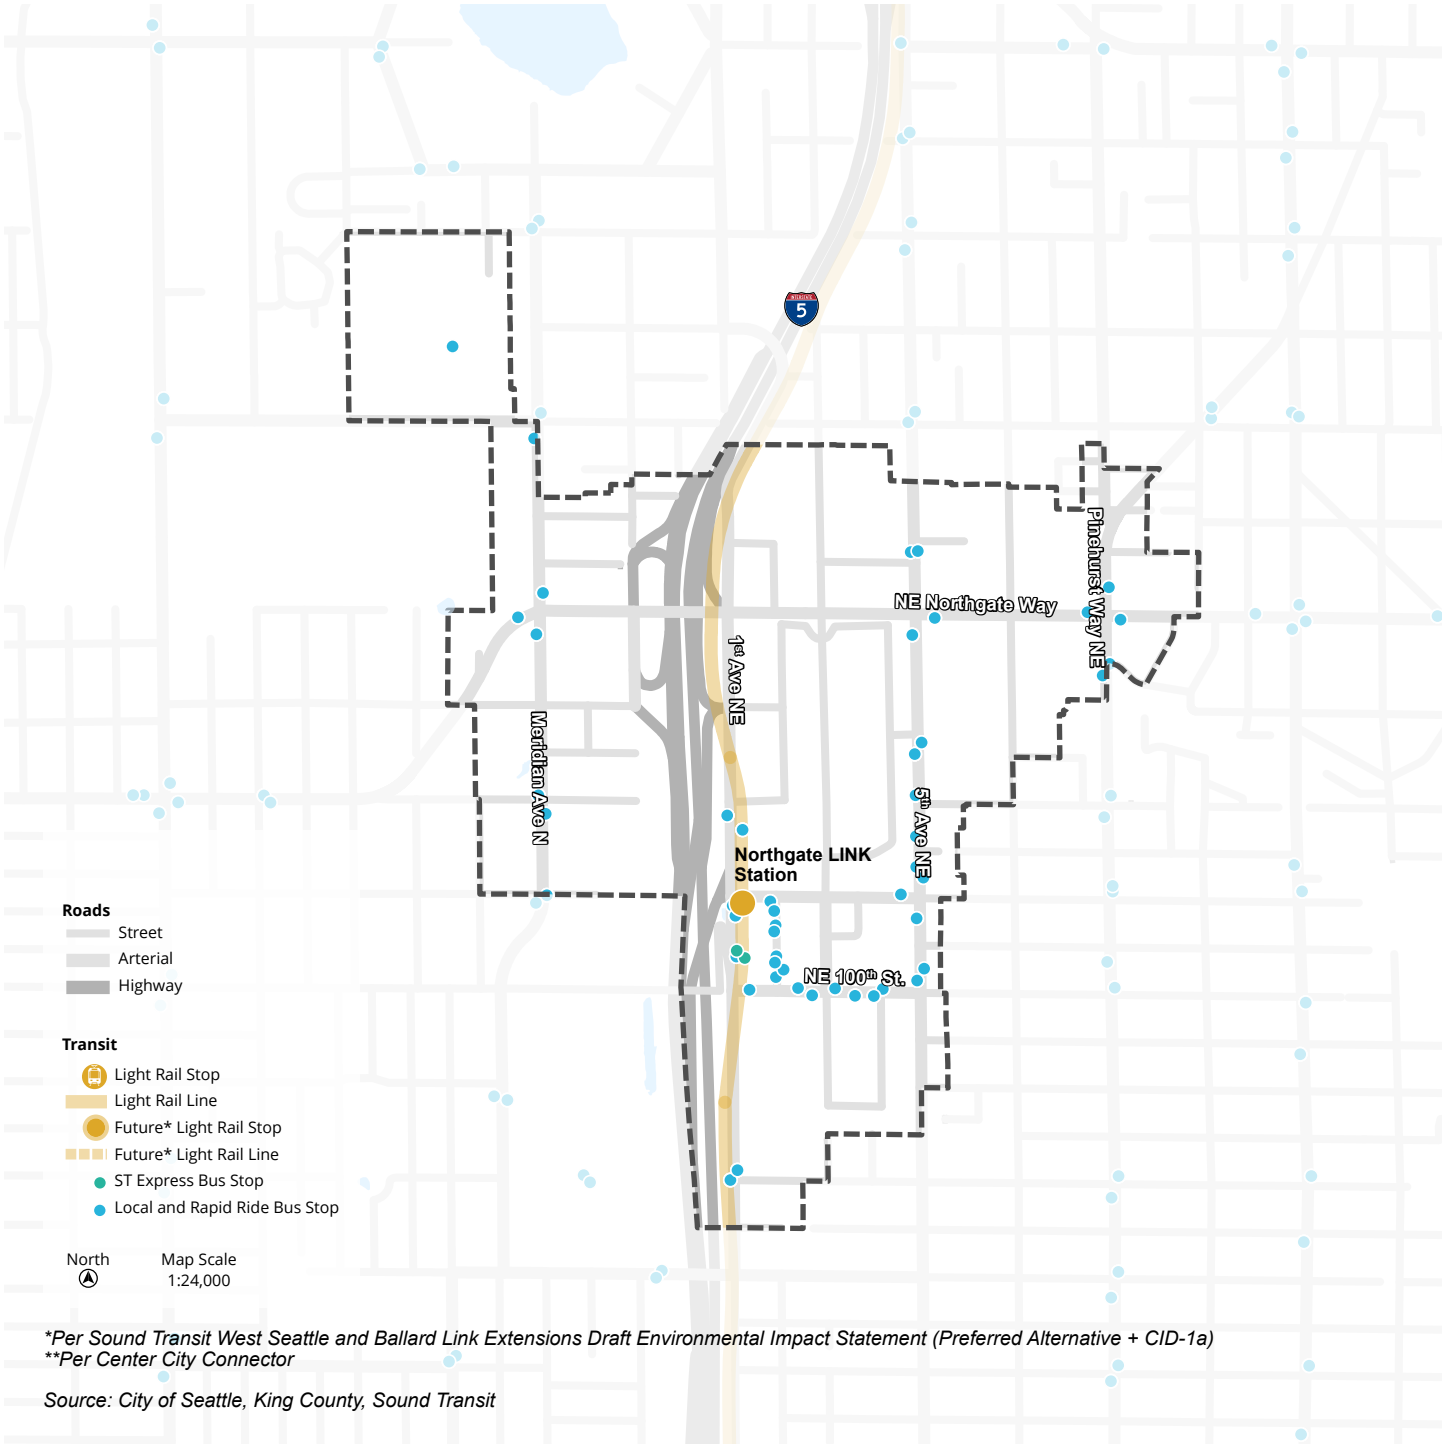 INTERSTATE
5
NE Northgate Way
Pinehurst Way NE
1st Ave NE
Meridian Ave N
5th Ave NE
Northgate LINK
Station
NE 100th St.
Roads
Street
Arterial
Highway
Transit
Light Rail Stop
Light Rail Line
Future* Light Rail Stop
Future* Light Rail Line
ST Express Bus Stop
Local and Rapid Ride Bus Stop
North
Map Scale
1:24,000
*Per Sound Transit West Seattle and Ballard Link Extensions Draft Environmental Impact Statement (Preferred Alternative + CID-1a)
**Per Center City Connector
Source: City of Seattle, King County, Sound Transit